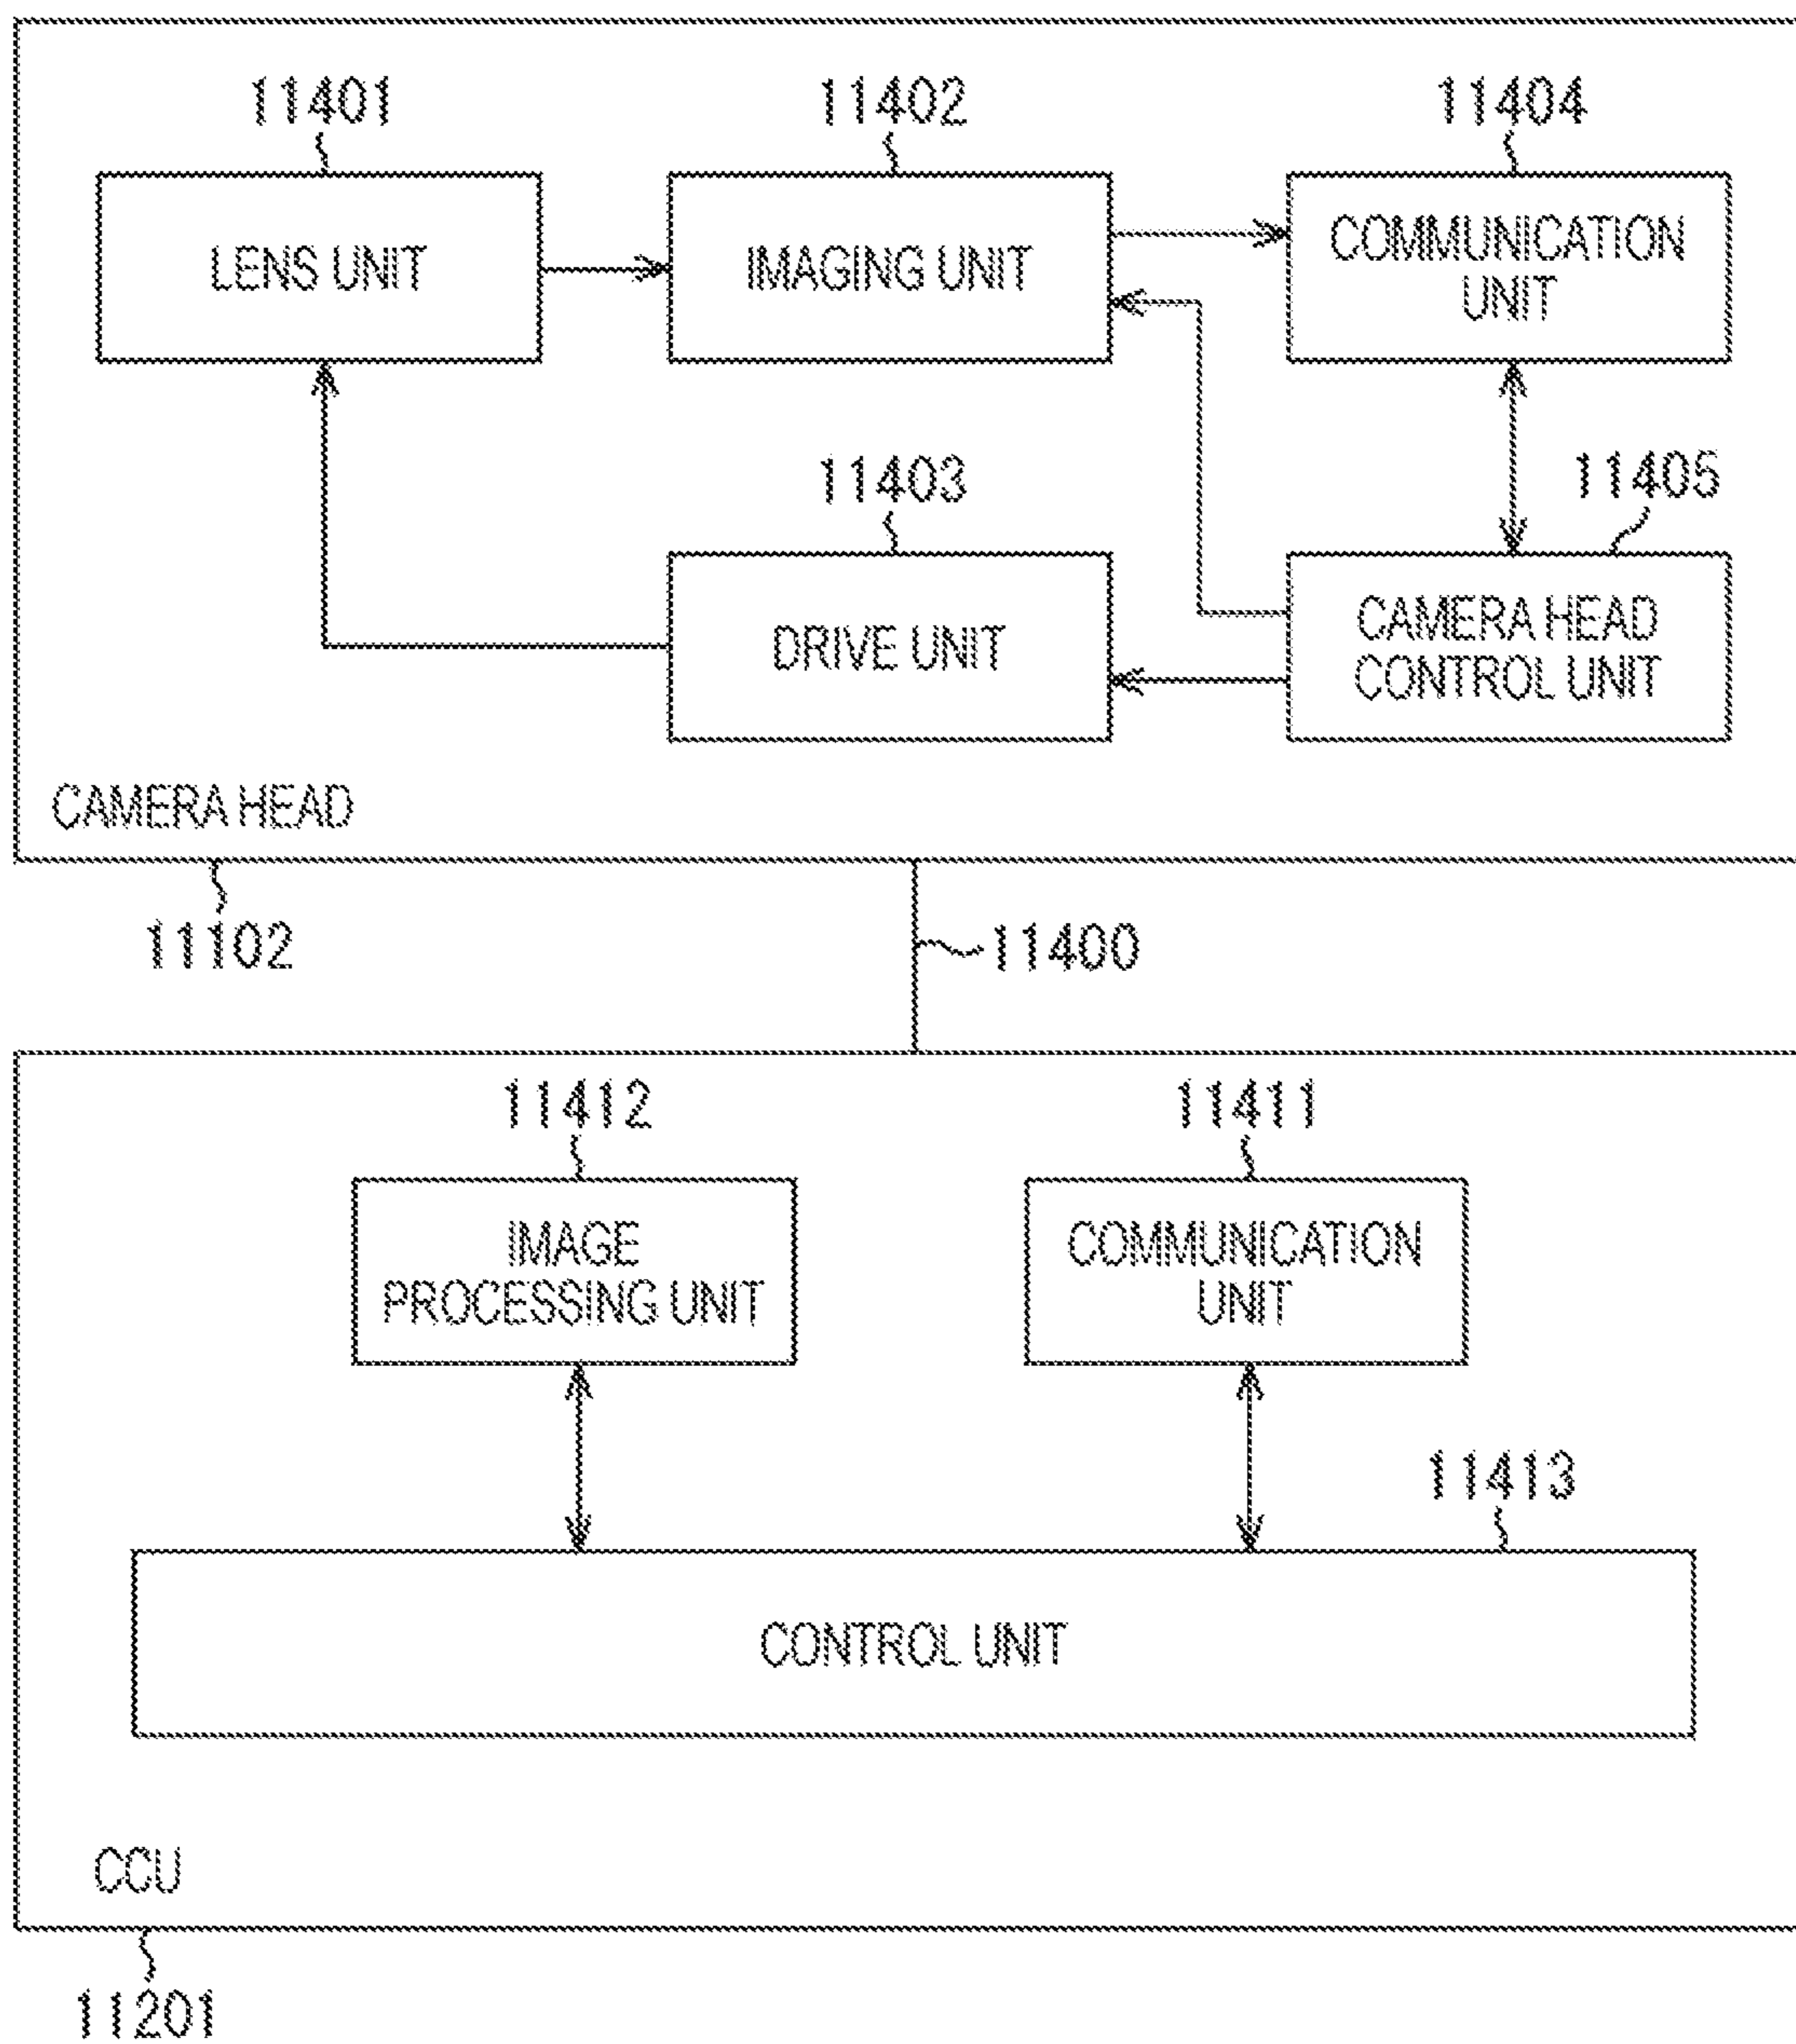 11401
11402
11404
LENS UNIT
IMAGING UNIT
COMMUNICATION
UNIT
11403
11405
DRIVE UNIT
CAMERA HEAD
CONTROL UNIT
CAMERA HEAD
11102
11400
11412
11411
IMAGE
PROCESSING UNIT
COMMUNICATION
UNIT
11413
CONTROL UNIT
CCU
11201